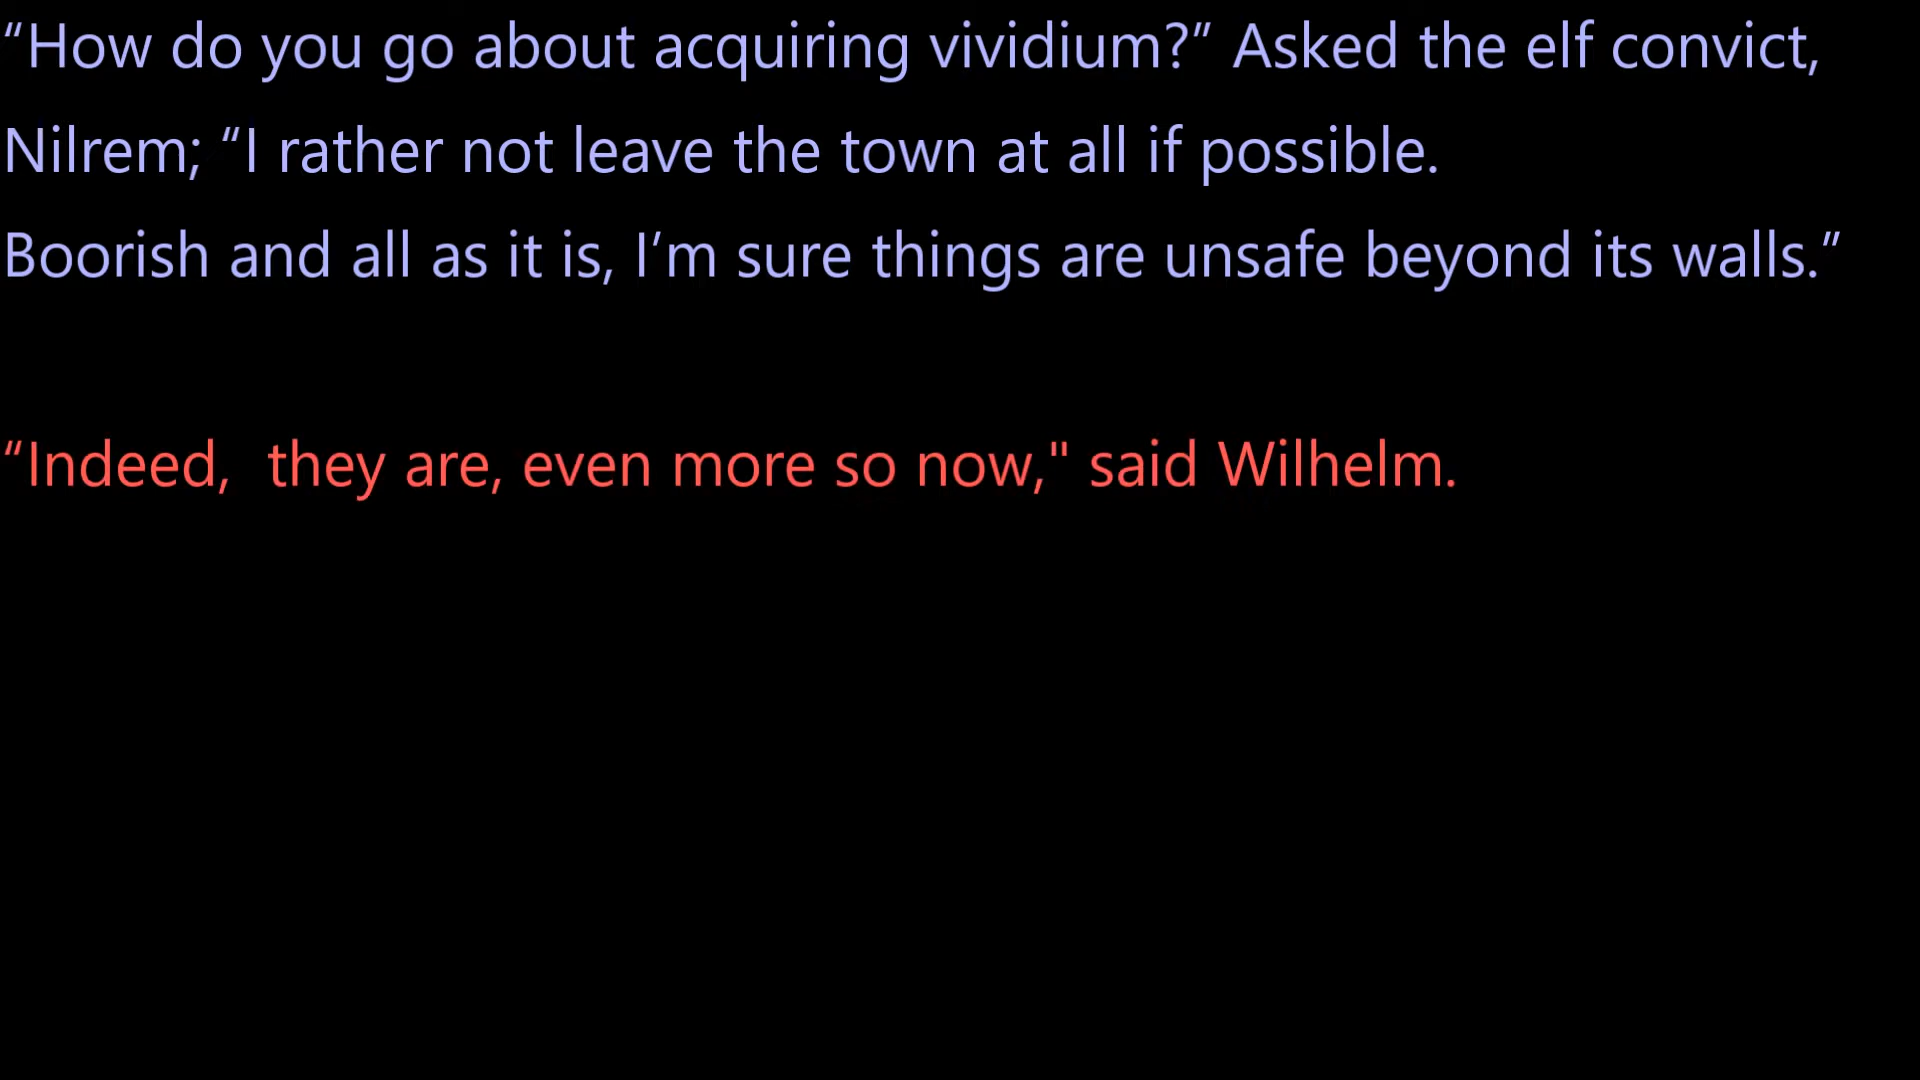 “How do you go about acquiring vividium?” Asked the elf convict,
Nilrem; “I rather not leave the town at all if possible.
Boorish and all as it is, I’m sure things are unsafe beyond its walls.”
“Indeed,  they are, even more so now," said Wilhelm.